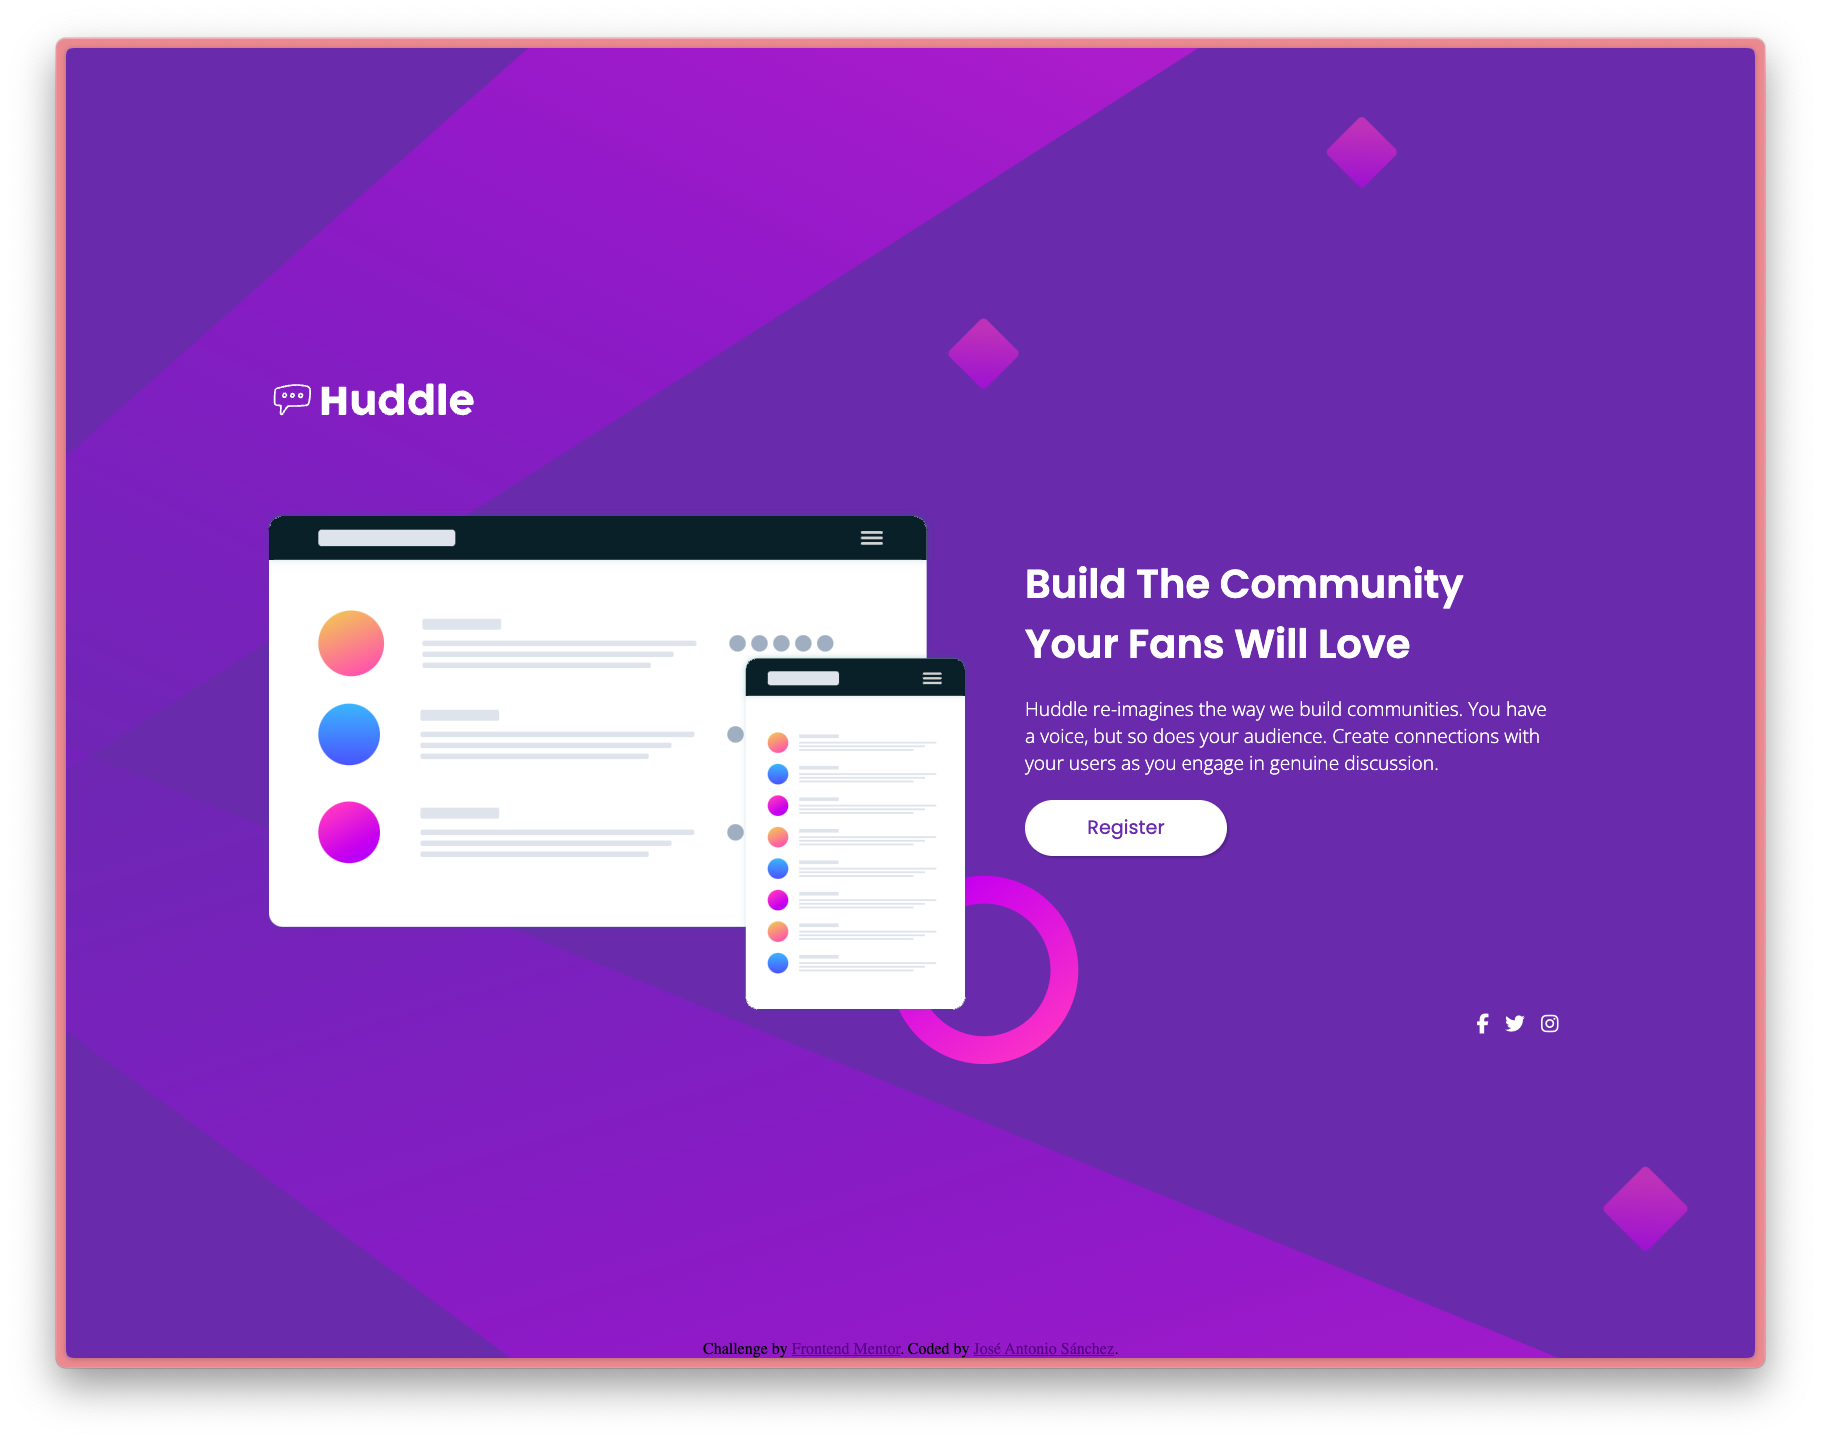 Huddle
Build The Community
Your Fans Will Love
Huddle re-imagines the way we build communities. You have
a voice, but so does your audience. Create connections with
your users as you engage in genuine discussion.
Register
Challenge by Frontend Mentor. Coded by José Antonio Sánchez.